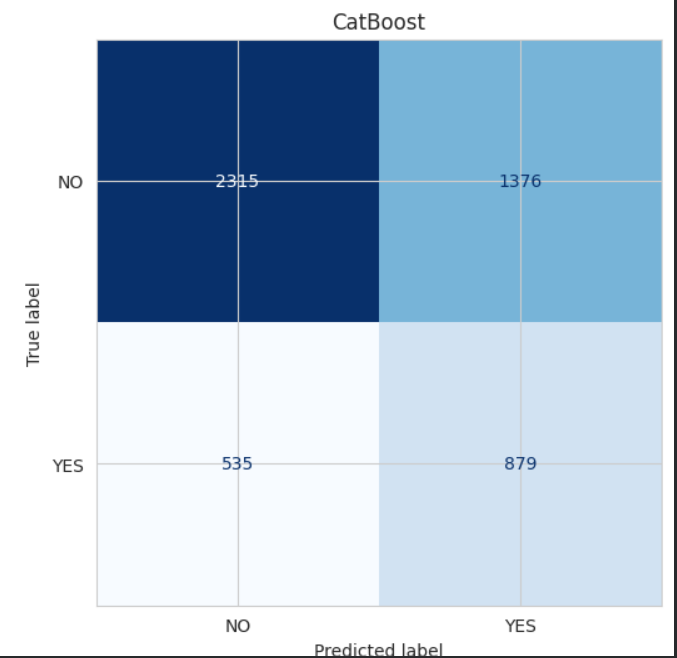 CatBoost
NO
2315
1376
True label
YES
535
879
NO
YES
Predicted label